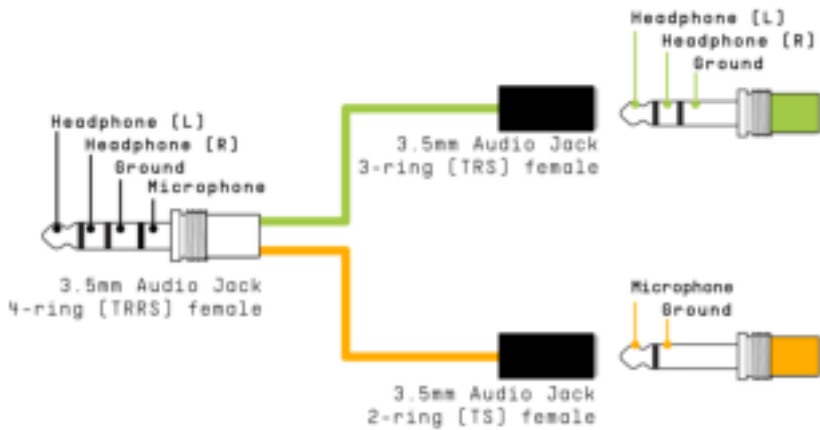 Headphone [L]
Headphone [R]
Ground
Headphone [L]
Headphone [R]
Ground
Microphone
3.5mm Audio Jack
3-ring [TRS] female
3.5mm Audio Jack
4-ring [TRRS] female
Microphone
Ground
3.5mm Audio Jack
2-ring [TS] female